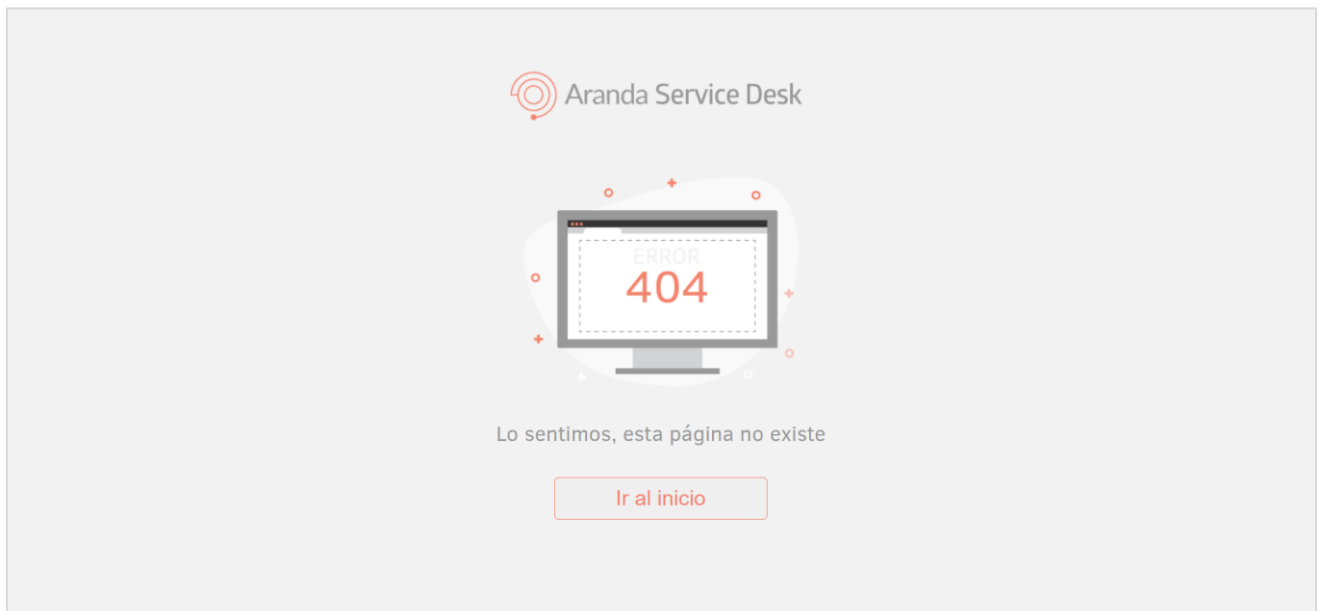 Aranda Service Desk
ERROR
404
Lo sentimos, esta página no existe
Ir al inicio